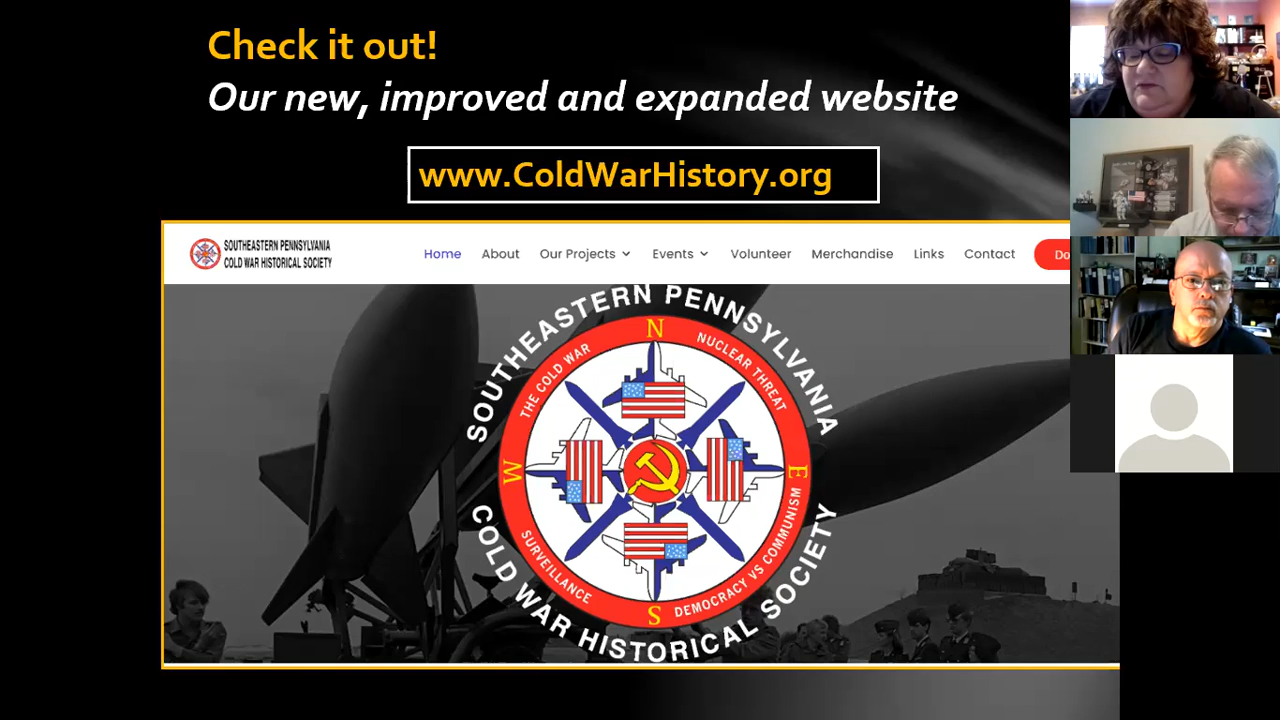 Check it out!
Our new, improved and expanded website
www.ColdWarHistory.org
SOUTHEASTERN PENNSYLVANIA
COLD WAR HISTORICAL SOCIETY
Home About Our Projects Events Volunteer Merchandise Links Contact Do
SOUTHEASTERN PENNSYLVANIA
N
THE COLD WAR
NUCLEAR THREAT
W
E
SURVEILLANCE
DEMOCRACY VS COMMUNISM
S
COLD WAR HISTORICAL SOCIETY